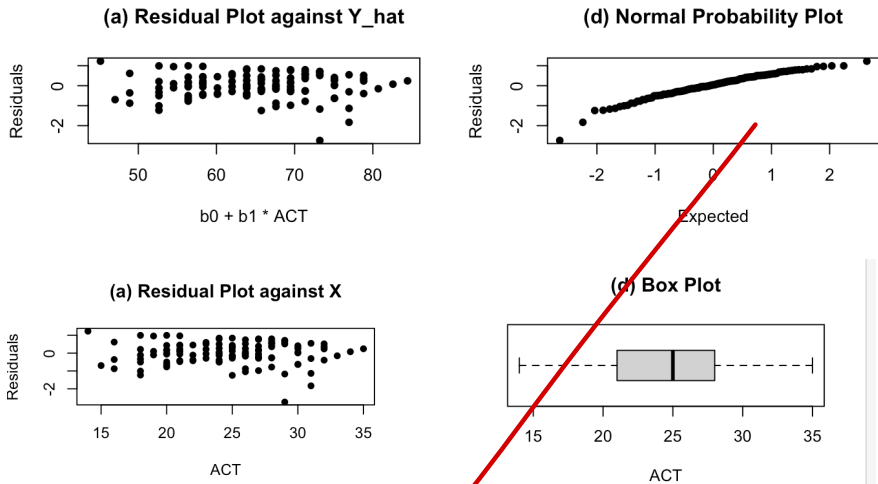 (a) Residual Plot against Y_hat
Residuals
0
-2
50 60 70 80
b0 + b1 * ACT
(d) Normal Probability Plot
Residuals
0
-2
-2 -1 0 1 2
Expected
(a) Residual Plot against X
Residuals
0
-2
15 20 25 30 35
ACT
(d) Box Plot
15 20 25 30 35
ACT